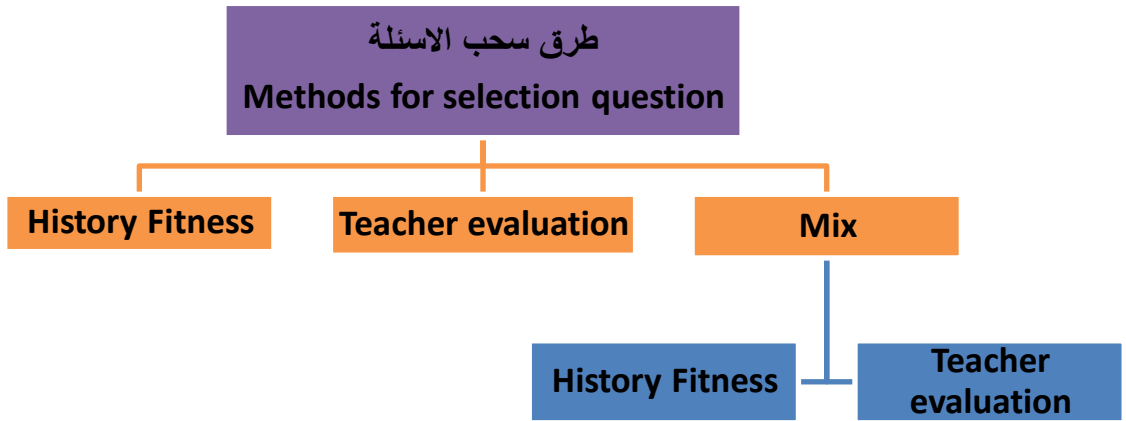 طرق سحب الاسئلة
Methods for selection question
History Fitness
Teacher evaluation
Mix
History Fitness
Teacher
evaluation